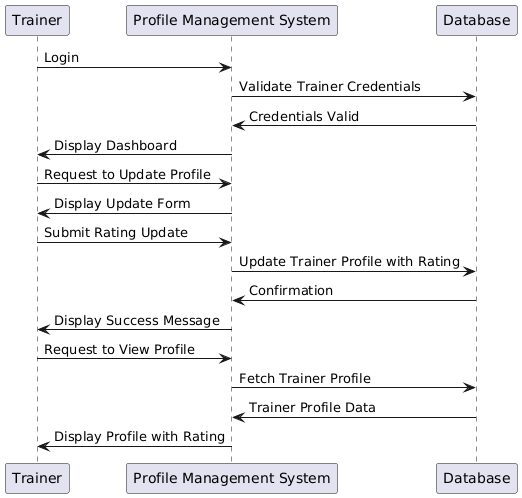 Trainer
Profile Management System
Database
Login
Validate Trainer Credentials
Credentials Valid
Display Dashboard
Request to Update Profile
Display Update Form
Submit Rating Update
Update Trainer Profile with Rating
Confirmation
Display Success Message
Request to View Profile
Fetch Trainer Profile
Trainer Profile Data
Display Profile with Rating
Trainer
Profile Management System
Database